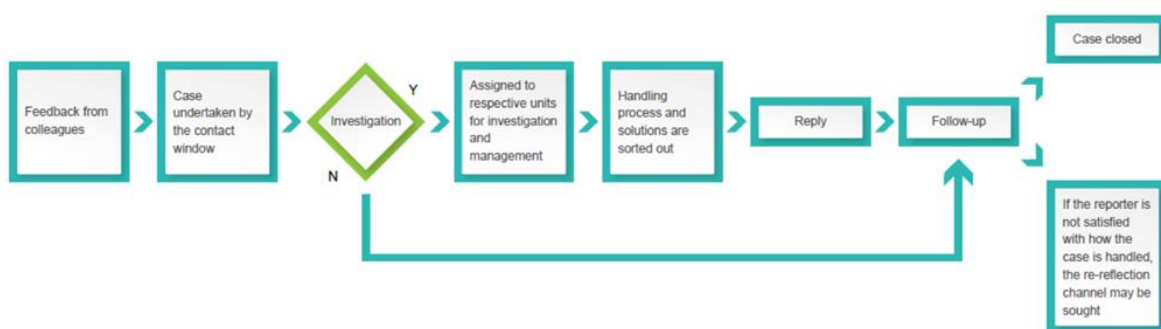 Feedback from
colleagues
Case
undertaken by
the contact
window
Investigation
Y
N
Assigned to
respective units
for investigation
and
management
Handling
process and
solutions are
sorted out
Reply
Follow-up
Case closed
If the reporter is
not satisfied
with how the
case is handled,
the re-reflection
channel may be
sought